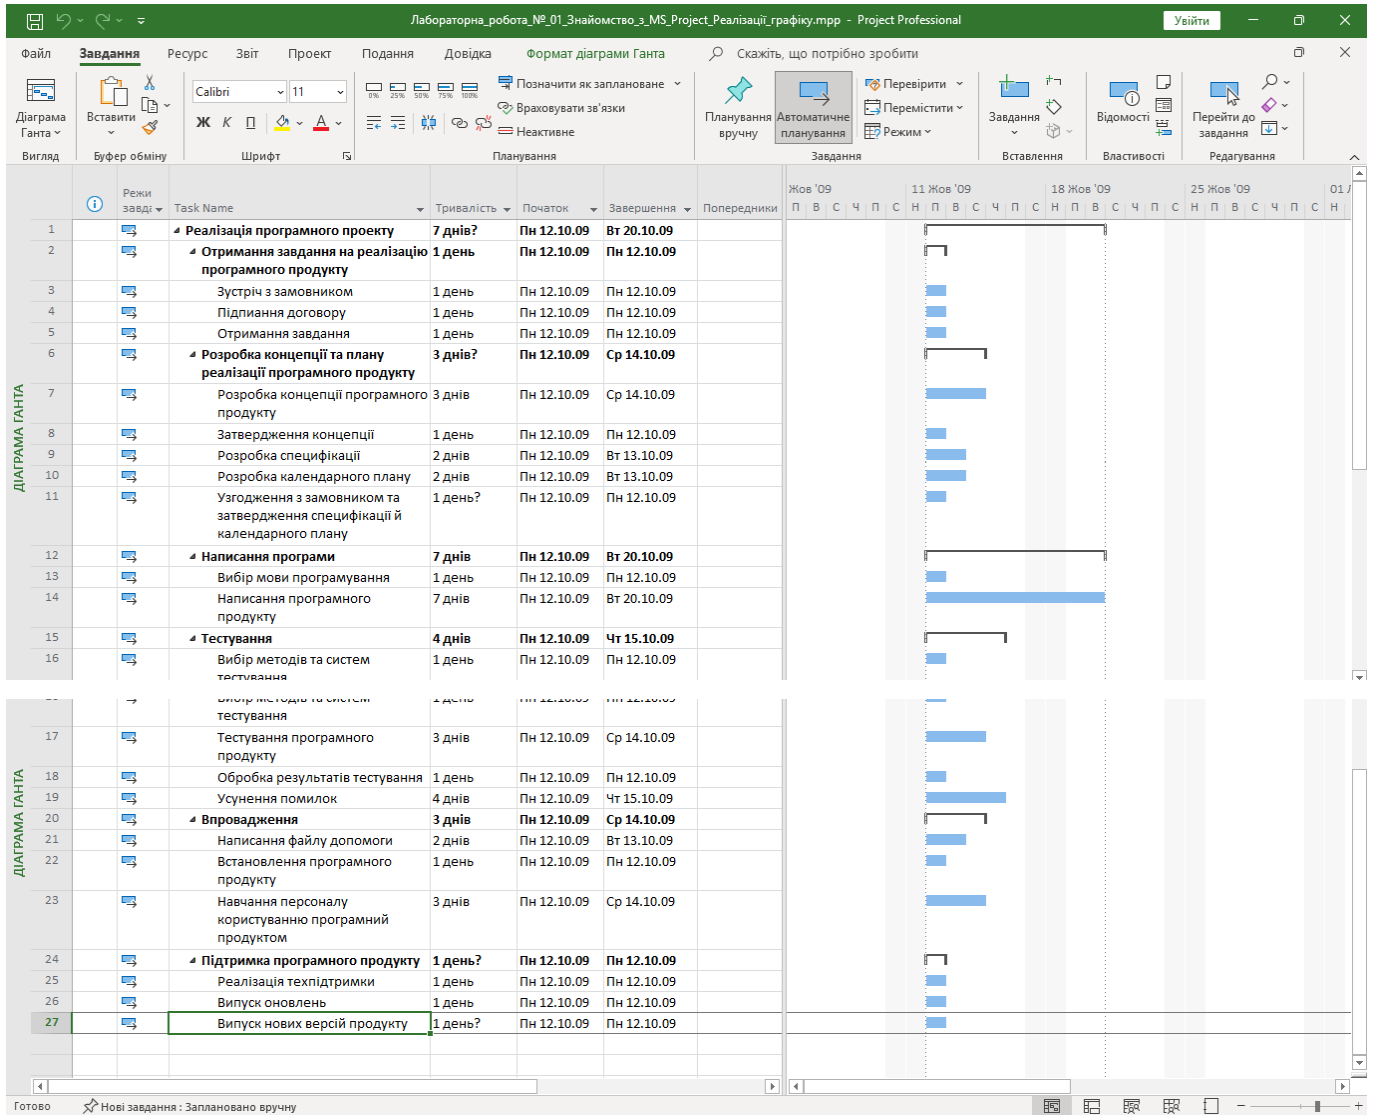 Лабораторна_робота_№_01_Знайомство_з_MS_Project_Реалізації_графіку.mpp - Project Professional
Увійти
Файл Завдання Ресурс Звіт Проект Подання Довідка Формат діаграми Ганта Скажіть, що потрібно зробити
Діаграма Ганта
Вставити
Calibri 11
Ж К П А
0% 25% 50% 75% 100%
Позначити як заплановане
Враховувати зв'язки
Неактивне
Планування вручну
Автоматичне планування
Перевірити
Перемістити
Режим
Завдання
Відомості
Перейти до завдання
Вигляд Буфер обміну Шрифт Планування Завдання Вставлення Властивості Редагування
Режи завда Task Name Тривалість Початок Завершення Попередники
Жов '09 11 Жов '09 18 Жов '09 25 Жов '09 01
П В С Ч П С Н П В С Ч П С Н П В С Ч П С Н П В С Ч П С Н
1 Реалізація програмного проекту 7 днів? Пн 12.10.09 Вт 20.10.09
2 Отримання завдання на реалізацію 1 день Пн 12.10.09 Пн 12.10.09
програмного продукту
3 Зустріч з замовником 1 день Пн 12.10.09 Пн 12.10.09
4 Підпиання договору 1 день Пн 12.10.09 Пн 12.10.09
5 Отримання завдання 1 день Пн 12.10.09 Пн 12.10.09
6 Розробка концепції та плану 3 днів? Пн 12.10.09 Ср 14.10.09
реалізації програмного продукту
7 Розробка концепції програмного 3 днів Пн 12.10.09 Ср 14.10.09
продукту
8 Затвердження концепції 1 день Пн 12.10.09 Пн 12.10.09
9 Розробка специфікації 2 днів Пн 12.10.09 Вт 13.10.09
10 Розробка календарного плану 2 днів Пн 12.10.09 Вт 13.10.09
11 Узгодження з замовником та 1 день? Пн 12.10.09 Пн 12.10.09
затвердження специфікації й
календарного плану
12 Написання програми 7 днів Пн 12.10.09 Вт 20.10.09
13 Вибір мови програмування 1 день Пн 12.10.09 Пн 12.10.09
14 Написання програмного 7 днів Пн 12.10.09 Вт 20.10.09
продукту
15 Тестування 4 днів Пн 12.10.09 Чт 15.10.09
16 Вибір методів та систем 1 день Пн 12.10.09 Пн 12.10.09
тестування
ДІАГРАМА ГАНТА
тестування
17 Тестування програмного 3 днів Пн 12.10.09 Ср 14.10.09
продукту
18 Обробка результатів тестування 1 день Пн 12.10.09 Пн 12.10.09
19 Усунення помилок 4 днів Пн 12.10.09 Чт 15.10.09
20 Впровадження 3 днів Пн 12.10.09 Ср 14.10.09
21 Написання файлу допомоги 2 днів Пн 12.10.09 Вт 13.10.09
22 Встановлення програмного 1 день Пн 12.10.09 Пн 12.10.09
продукту
23 Навчання персоналу 3 днів Пн 12.10.09 Ср 14.10.09
користуванню програмний
продуктом
24 Підтримка програмного продукту 1 день? Пн 12.10.09 Пн 12.10.09
25 Реалізація техпідтримки 1 день Пн 12.10.09 Пн 12.10.09
26 Випуск оновлень 1 день Пн 12.10.09 Пн 12.10.09
27 Випуск нових версій продукту 1 день? Пн 12.10.09 Пн 12.10.09
ДІАГРАМА ГАНТА
Готово Нові завдання : Заплановано вручну